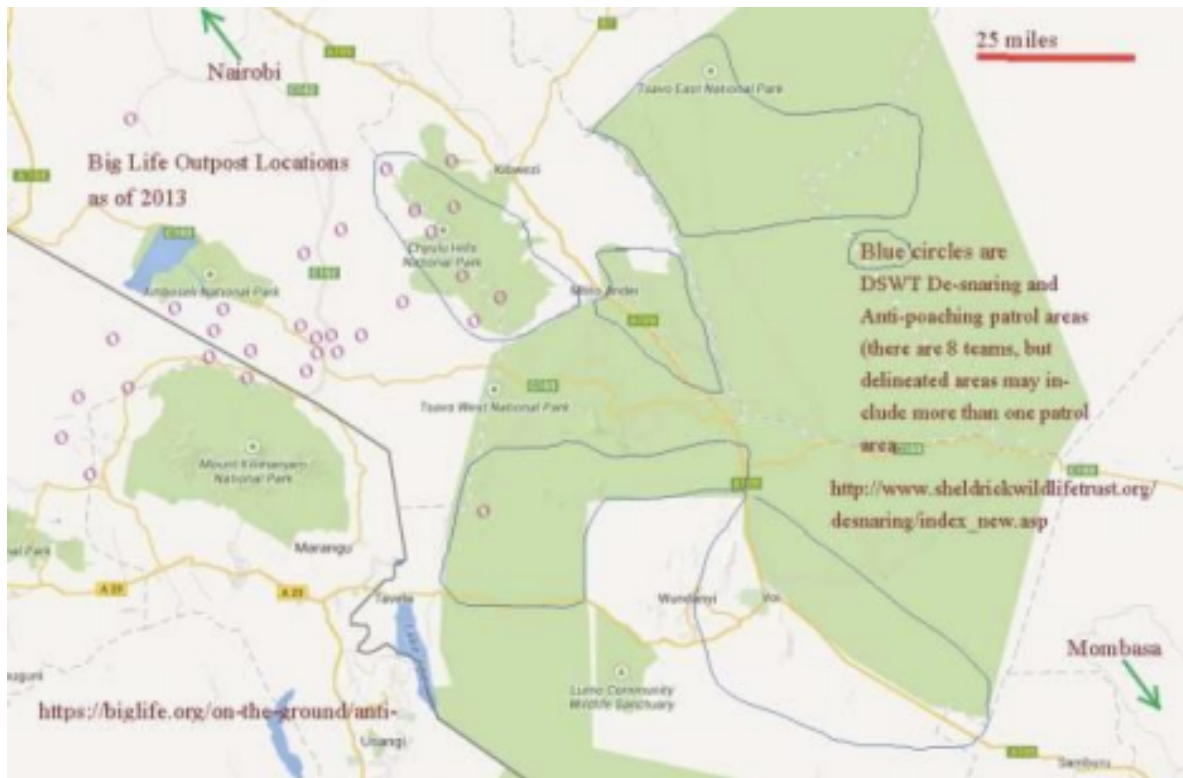 25 miles
Nairobi
Tsavo East National Park
Big Life Outpost Locations
as of 2013
Kibwezi
Chyulu Hills
National Park
Amboseli National Park
Blue circles are
DSWT De-snaring and
Anti-poaching patrol areas
(there are 8 teams, but
delineated areas may in-
clude more than one patrol
area.
Tsavo West National Park
Mount Kilimanjaro
National Park
http://www.sheldrickwildlifetrust.org/
desnaring/index_new.asp
Marangu
A 23
A 23
Taveta
Wundanyi
Voi
Mombasa
Lumo Community
Wildlife Sanctuary
https://biglife.org/on-the-ground/anti-
Usangi
Samburu